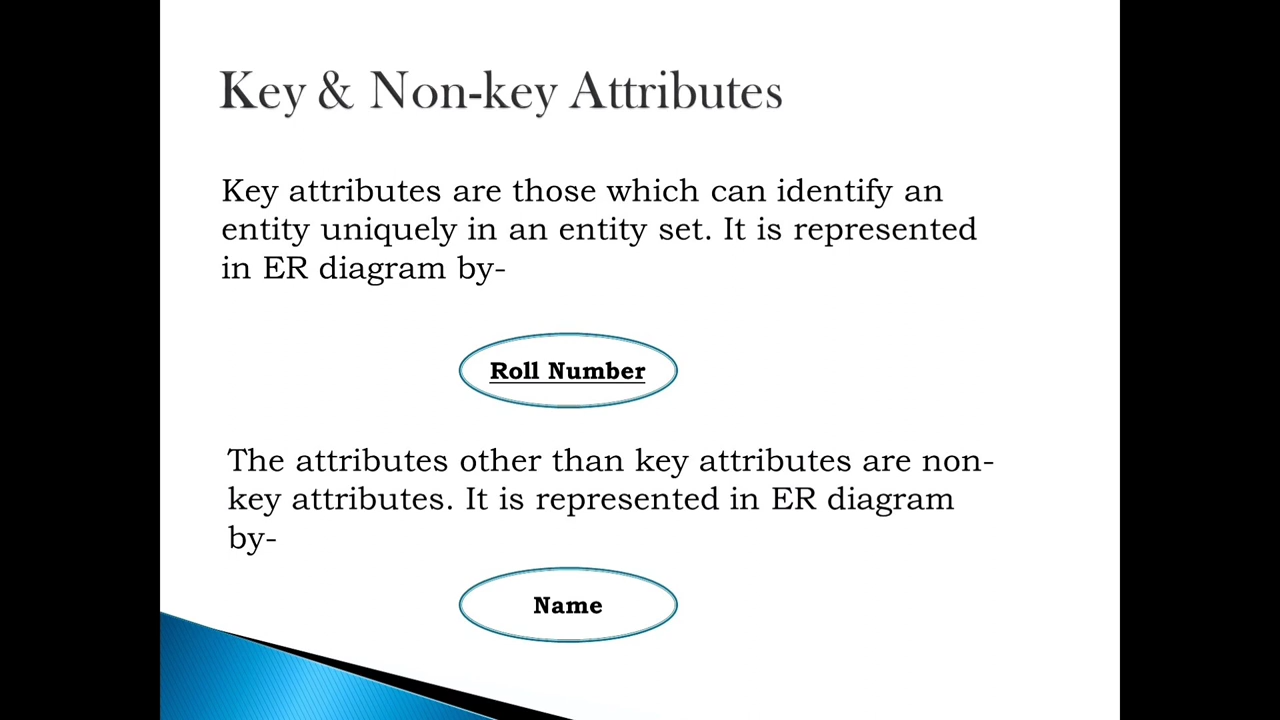 Key & Non-key Attributes
Key attributes are those which can identify an
entity uniquely in an entity set. It is represented
in ER diagram by-
Roll Number
The attributes other than key attributes are non-
key attributes. It is represented in ER diagram
by-
Name